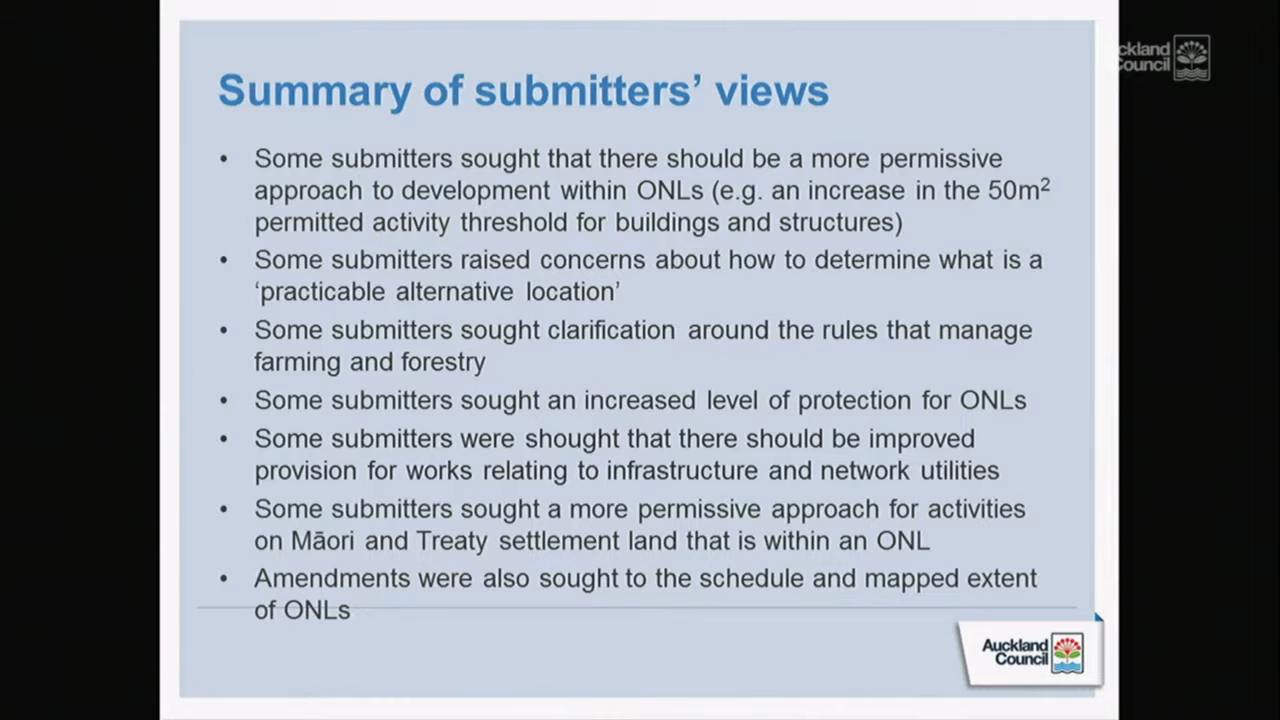 ckland
Council
Summary of submitters’ views
• Some submitters sought that there should be a more permissive
approach to development within ONLs (e.g. an increase in the 50m²
permitted activity threshold for buildings and structures)
• Some submitters raised concerns about how to determine what is a
‘practicable alternative location’
• Some submitters sought clarification around the rules that manage
farming and forestry
• Some submitters sought an increased level of protection for ONLs
• Some submitters were shought that there should be improved
provision for works relating to infrastructure and network utilities
• Some submitters sought a more permissive approach for activities
on Māori and Treaty settlement land that is within an ONL
• Amendments were also sought to the schedule and mapped extent
of ONLs
Auckland
Council